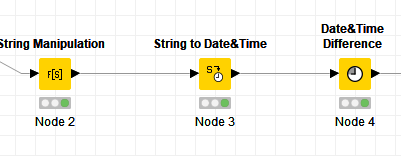 String Manipulation
String to Date&Time
Date&Time
Difference
r[s]
S
Node 2
Node 3
Node 4